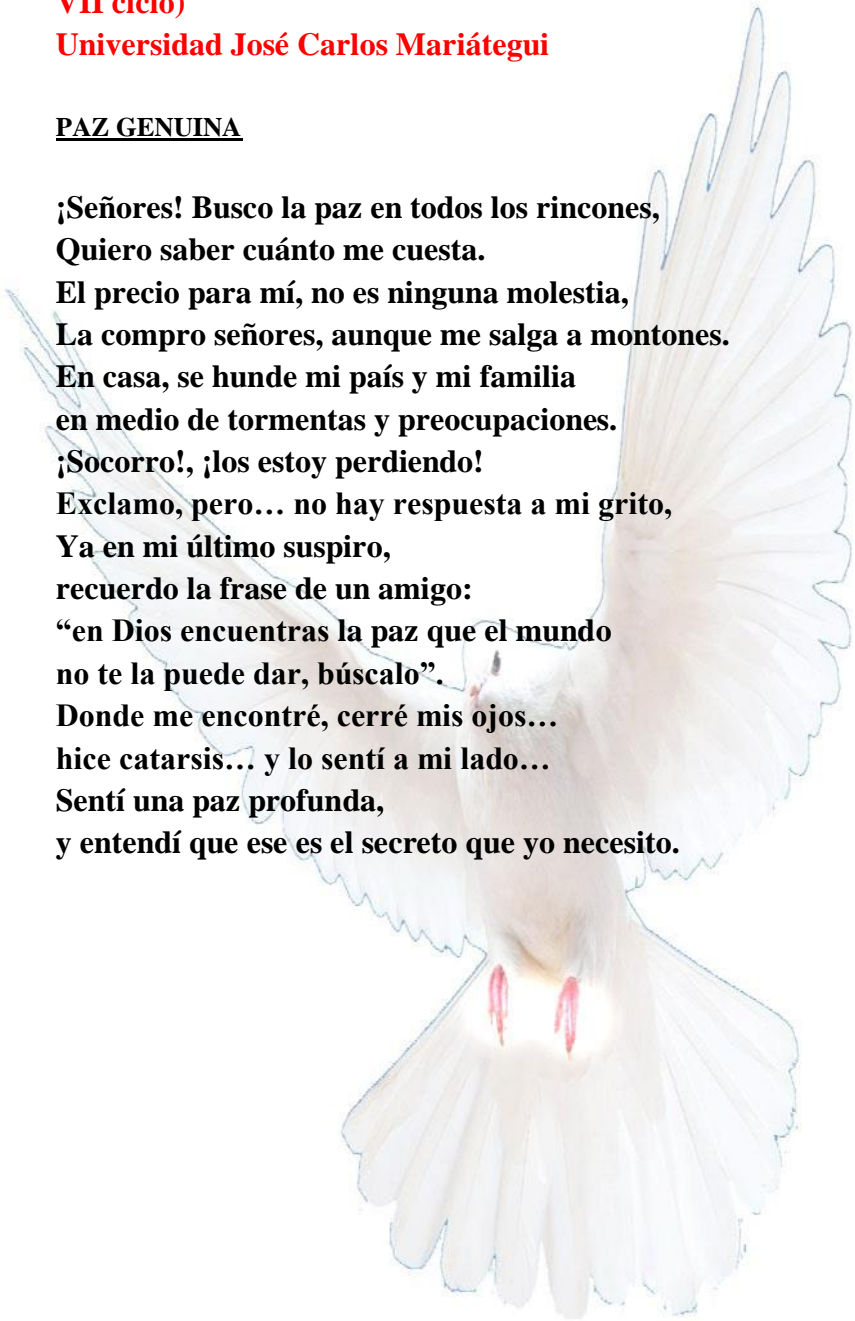 VII ciclo)
Universidad José Carlos Mariátegui
PAZ GENUINA
¡Señores! Busco la paz en todos los rincones,
Quiero saber cuánto me cuesta.
El precio para mí, no es ninguna molestia,
La compro señores, aunque me salga a montones.
En casa, se hunde mi país y mi familia
en medio de tormentas y preocupaciones.
¡Socorro!, ¡los estoy perdiendo!
Exclamo, pero… no hay respuesta a mi grito,
Ya en mi último suspiro,
recuerdo la frase de un amigo:
“en Dios encuentras la paz que el mundo
no te la puede dar, búscalo”.
Donde me encontré, cerré mis ojos…
hice catarsis… y lo sentí a mi lado…
Sentí una paz profunda,
y entendí que ese es el secreto que yo necesito.